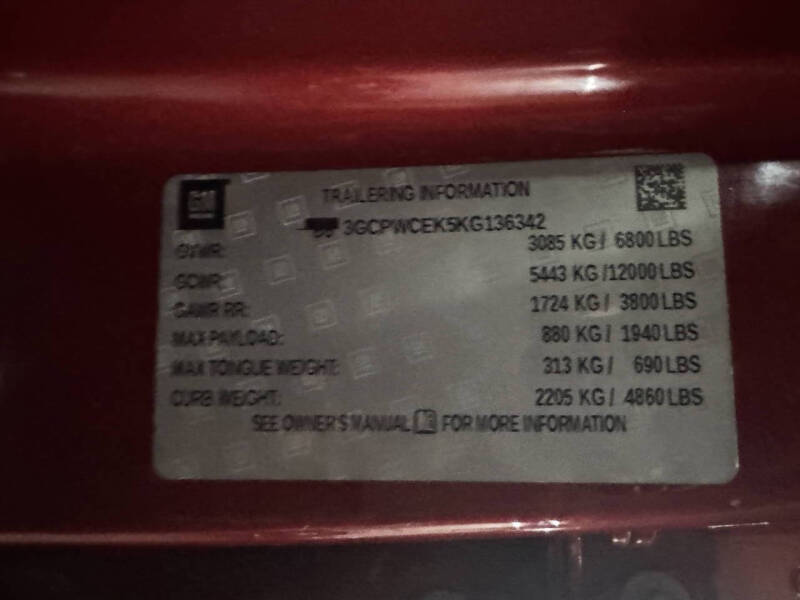 GM
TRAILERING INFORMATION
3GCPWCEK5KG136342
GVWR: 3085 KG/ 6800 LBS
GCWR: 5443 KG/12000 LBS
GAWR RR: 1724 KG/ 3800 LBS
MAX PAYLOAD: 880 KG/ 1940 LBS
MAX TONGUE WEIGHT: 313 KG/ 690 LBS
CURB WEIGHT: 2205 KG/ 4860 LBS
SEE OWNER'S MANUAL FOR MORE INFORMATION